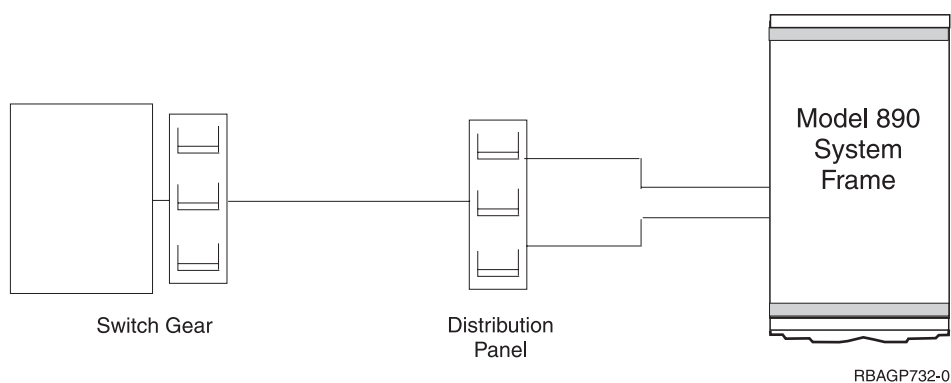 Model 890
System
Frame
Switch Gear
Distribution
Panel
RBAGP732-0